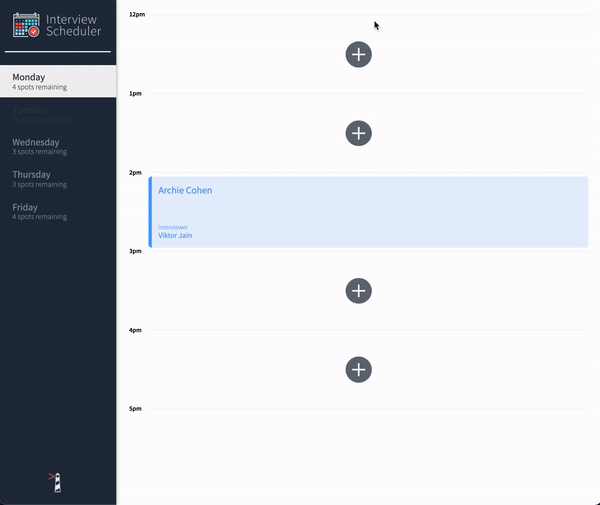 Interview
Scheduler
Monday
4 spots remaining
Tuesday
Wednesday
3 spots remaining
Thursday
3 spots remaining
Friday
4 spots remaining
12pm
1pm
2pm
Archie Cohen
Interviewer
Viktor Jain
3pm
4pm
5pm